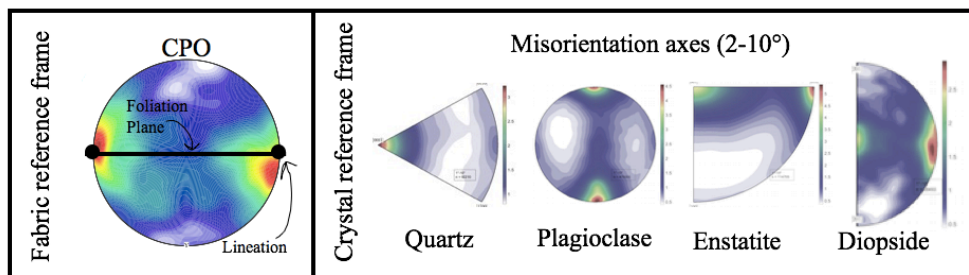 Fabric reference frame
CPO
Foliation
Plane
Lineation
Crystal reference frame
Misorientation axes (2-10°)
Quartz
Plagioclase
Enstatite
Diopside